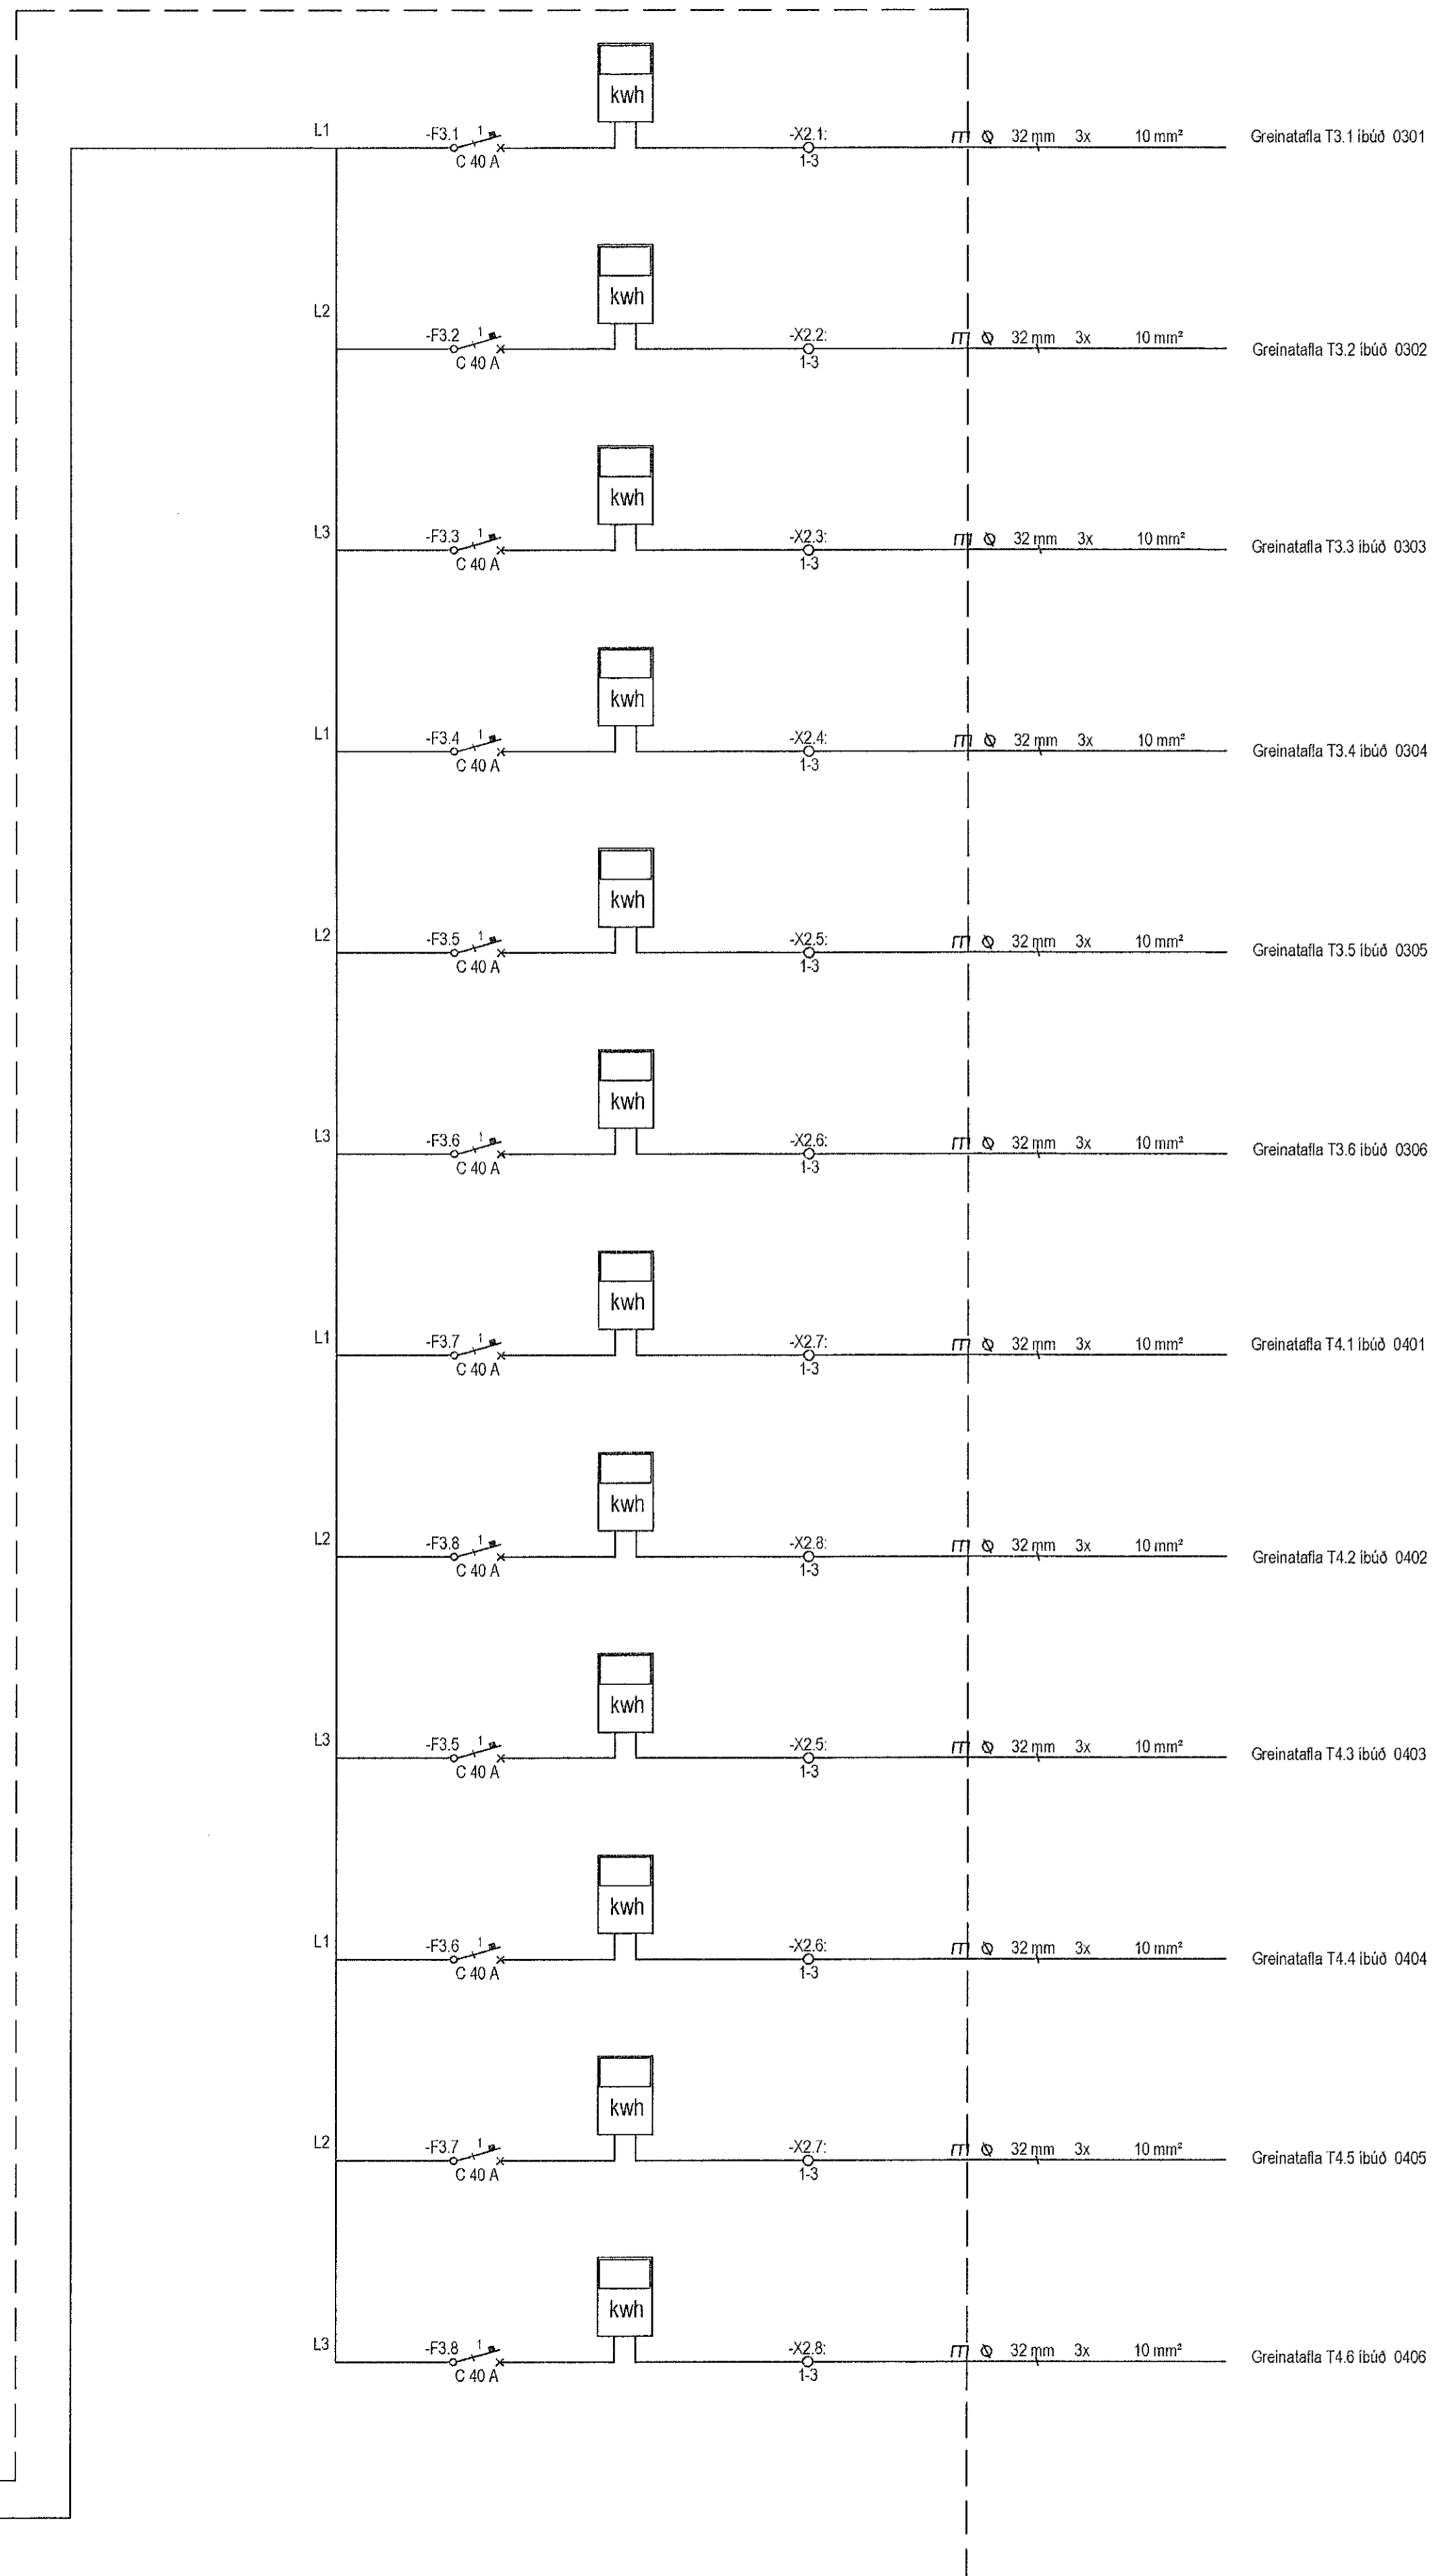 kwh
L1 -F3.1 1 -X2.1: 32 mm 3x 10 mm² Greinatafla T3.1 íbúð 0301
C 40 A 1-3
kwh
L2 -F3.2 1 -X2.2: 32 mm 3x 10 mm² Greinatafla T3.2 íbúð 0302
C 40 A 1-3
kwh
L3 -F3.3 1 -X2.3: 32 mm 3x 10 mm² Greinatafla T3.3 íbúð 0303
C 40 A 1-3
kwh
L1 -F3.4 1 -X2.4: 32 mm 3x 10 mm² Greinatafla T3.4 íbúð 0304
C 40 A 1-3
kwh
L2 -F3.5 1 -X2.5: 32 mm 3x 10 mm² Greinatafla T3.5 íbúð 0305
C 40 A 1-3
kwh
L3 -F3.6 1 -X2.6: 32 mm 3x 10 mm² Greinatafla T3.6 íbúð 0306
C 40 A 1-3
kwh
L1 -F3.7 1 -X2.7: 32 mm 3x 10 mm² Greinatafla T4.1 íbúð 0401
C 40 A 1-3
kwh
L2 -F3.8 1 -X2.8: 32 mm 3x 10 mm² Greinatafla T4.2 íbúð 0402
C 40 A 1-3
kwh
L3 -F3.5 1 -X2.5: 32 mm 3x 10 mm² Greinatafla T4.3 íbúð 0403
C 40 A 1-3
kwh
L1 -F3.6 1 -X2.6: 32 mm 3x 10 mm² Greinatafla T4.4 íbúð 0404
C 40 A 1-3
kwh
L2 -F3.7 1 -X2.7: 32 mm 3x 10 mm² Greinatafla T4.5 íbúð 0405
C 40 A 1-3
kwh
L3 -F3.8 1 -X2.8: 32 mm 3x 10 mm² Greinatafla T4.6 íbúð 0406
C 40 A 1-3